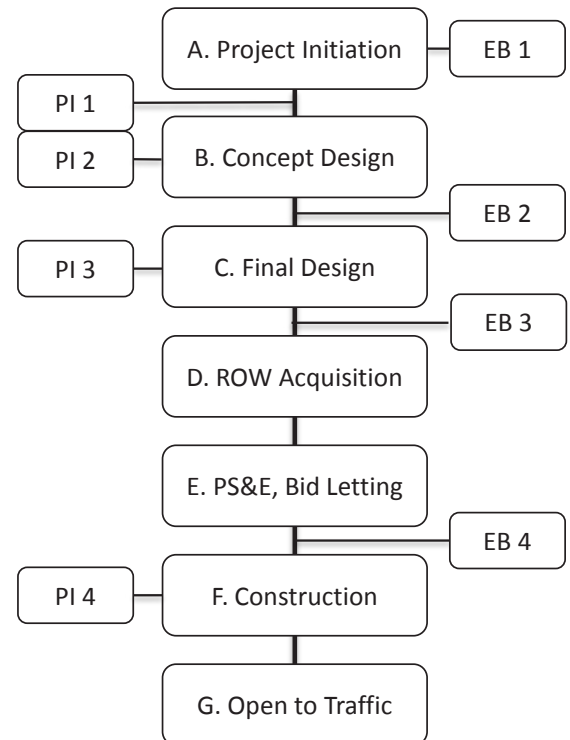 A. Project Initiation
EB 1
PI 1
PI 2
B. Concept Design
EB 2
PI 3
C. Final Design
EB 3
D. ROW Acquisition
E. PS&E, Bid Letting
EB 4
PI 4
F. Construction
G. Open to Traffic